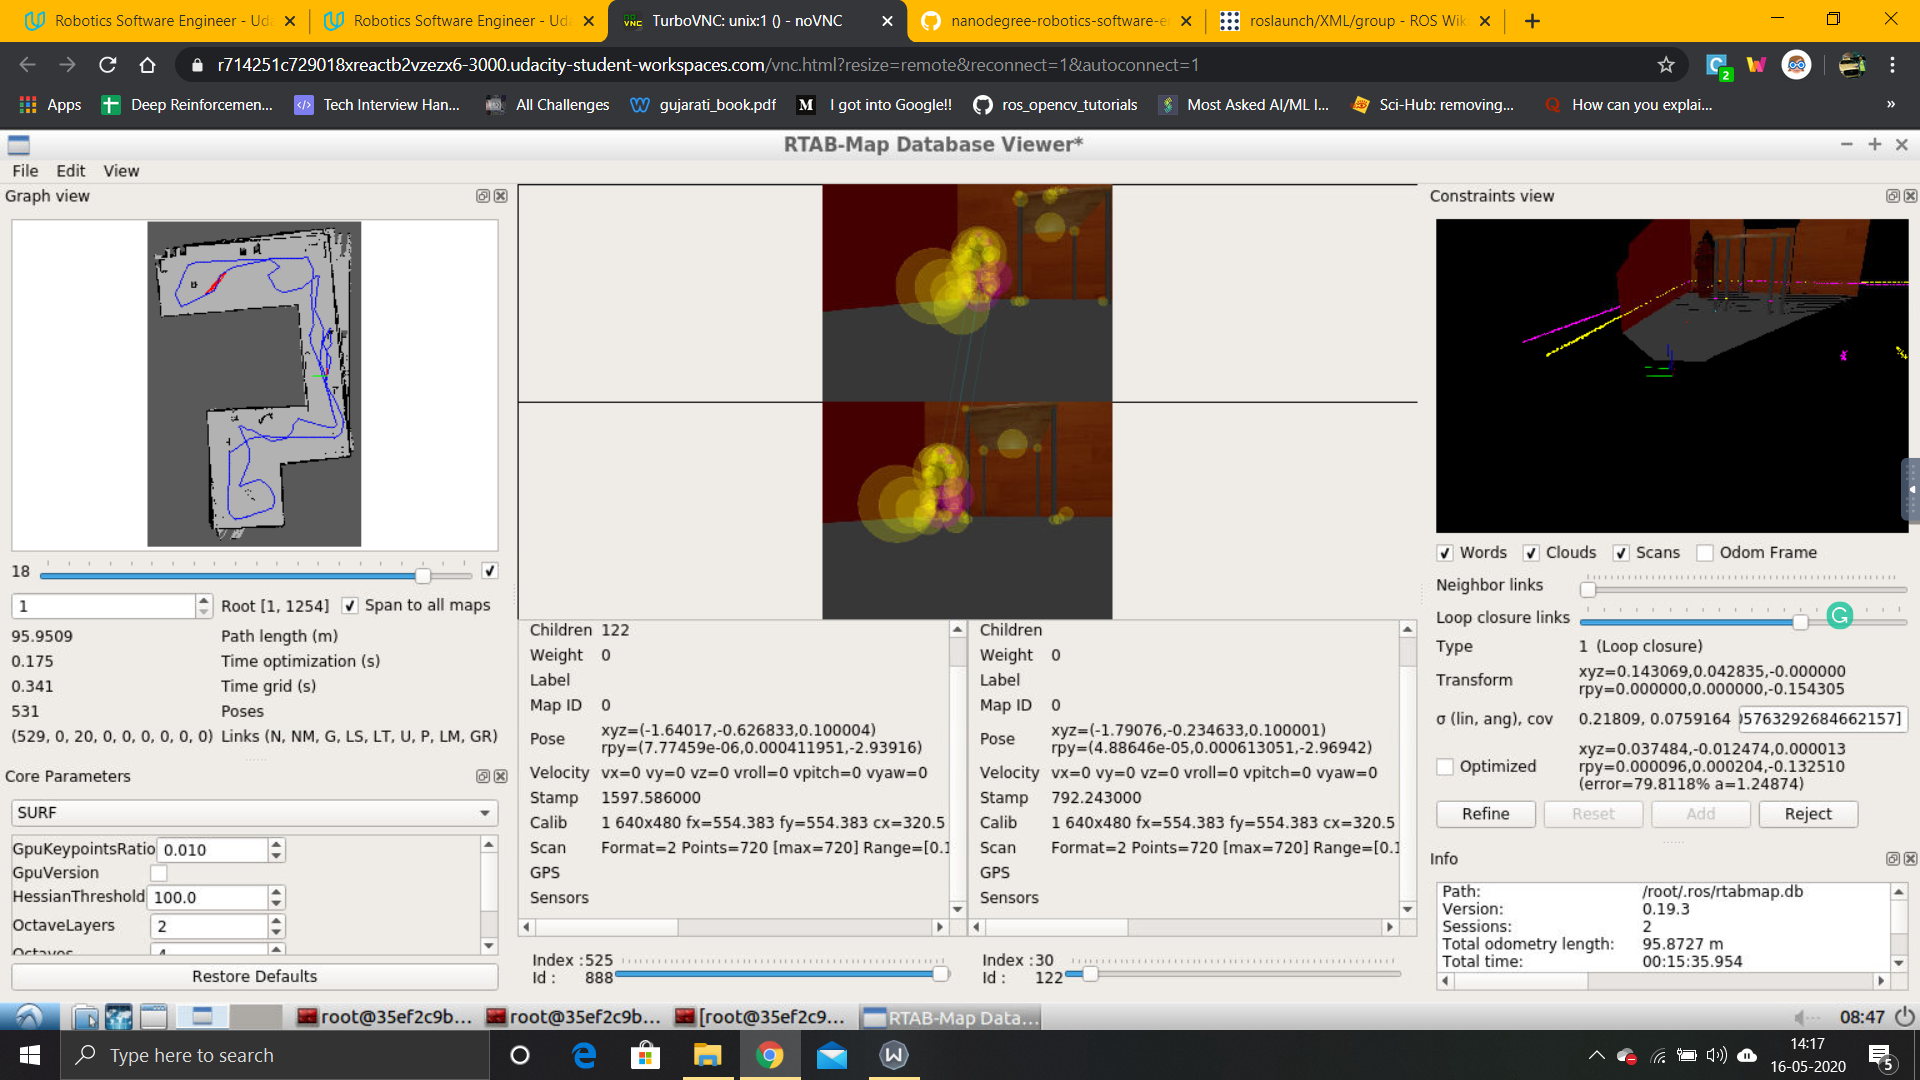 Robotics Software Engineer - Uda
Robotics Software Engineer - Uda
TurboVNC: unix:1 () - noVNC
nanodegree-robotics-software-e
roslaunch/XML/group - ROS Wik
r714251c729018xreactb2vzezx6-3000.udacity-student-workspaces.com/vnc.html?resize=remote&reconnect=1&autoconnect=1
2
Apps
Deep Reinforcemen...
Tech Interview Han...
All Challenges
gujarati_book.pdf
I got into Google!!
ros_opencv_tutorials
Most Asked AI/ML I...
Sci-Hub: removing...
How can you explai...
»
RTAB-Map Database Viewer*
File Edit View
Graph view
18
1
Root [1, 1254]
Span to all maps
95.9509 Path length (m)
0.175 Time optimization (s)
0.341 Time grid (s)
531 Poses
(529, 0, 20, 0, 0, 0, 0, 0, 0) Links (N, NM, G, LS, LT, U, P, LM, GR)
Core Parameters
SURF
GpuKeypointsRatio 0.010
GpuVersion
HessianThreshold 100.0
OctaveLayers 2
Octaves 4
Restore Defaults
Children 122
Weight 0
Label
Map ID 0
Pose xyz=(-1.64017,-0.626833,0.100004)
rpy=(7.77459e-06,0.000411951,-2.93916)
Velocity vx=0 vy=0 vz=0 vroll=0 vpitch=0 vyaw=0
Stamp 1597.586000
Calib 1 640x480 fx=554.383 fy=554.383 cx=320.5
Scan Format=2 Points=720 [max=720] Range=[0.1
GPS
Sensors
Index : 525
Id : 888
Children
Weight 0
Label
Map ID 0
Pose xyz=(-1.79076,-0.234633,0.100001)
rpy=(4.88646e-05,0.000613051,-2.96942)
Velocity vx=0 vy=0 vz=0 vroll=0 vpitch=0 vyaw=0
Stamp 792.243000
Calib 1 640x480 fx=554.383 fy=554.383 cx=320.5
Scan Format=2 Points=720 [max=720] Range=[0.1
GPS
Sensors
Index : 30
Id : 122
Constraints view
Words Clouds Scans Odom Frame
Neighbor links
Loop closure links
Type 1 (Loop closure)
Transform xyz=0.143069,0.042835,-0.000000
rpy=0.000000,0.000000,-0.154305
σ (lin, ang), cov 0.21809, 0.0759164 05763292684662157]
Optimized xyz=0.037484,-0.012474,0.000013
rpy=0.000096,0.000204,-0.132510
(error=79.8118% a=1.24874)
Refine Reset Add Reject
Info
Path: /root/.ros/rtabmap.db
Version: 0.19.3
Sessions: 2
Total odometry length: 95.8727 m
Total time: 00:15:35.954
root@35ef2c9b...
root@35ef2c9b...
[root@35ef2c9...
RTAB-Map Data...
08:47
Type here to search
14:17
16-05-2020
5